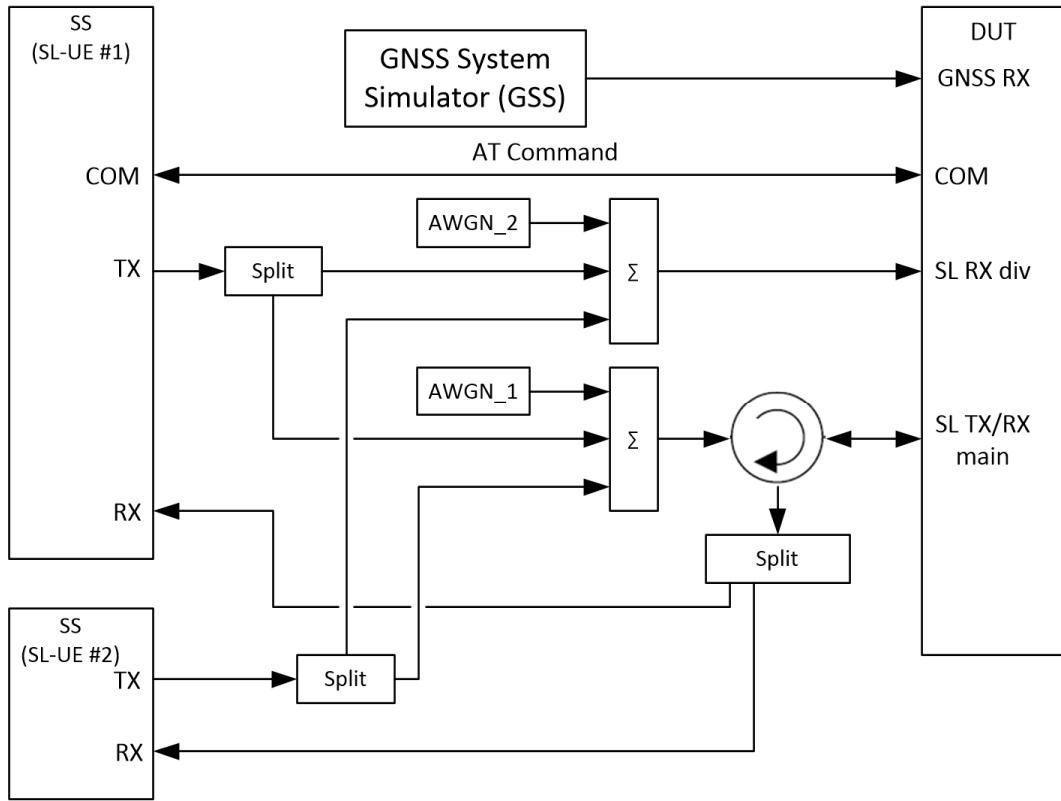 SS
(SL-UE #1)
COM
TX
RX
GNSS System
Simulator (GSS)
AT Command
AWGN_2
Split
Σ
AWGN_1
Σ
Split
DUT
GNSS RX
COM
SL RX div
SL TX/RX
main
SS
(SL-UE #2)
TX
RX
Split